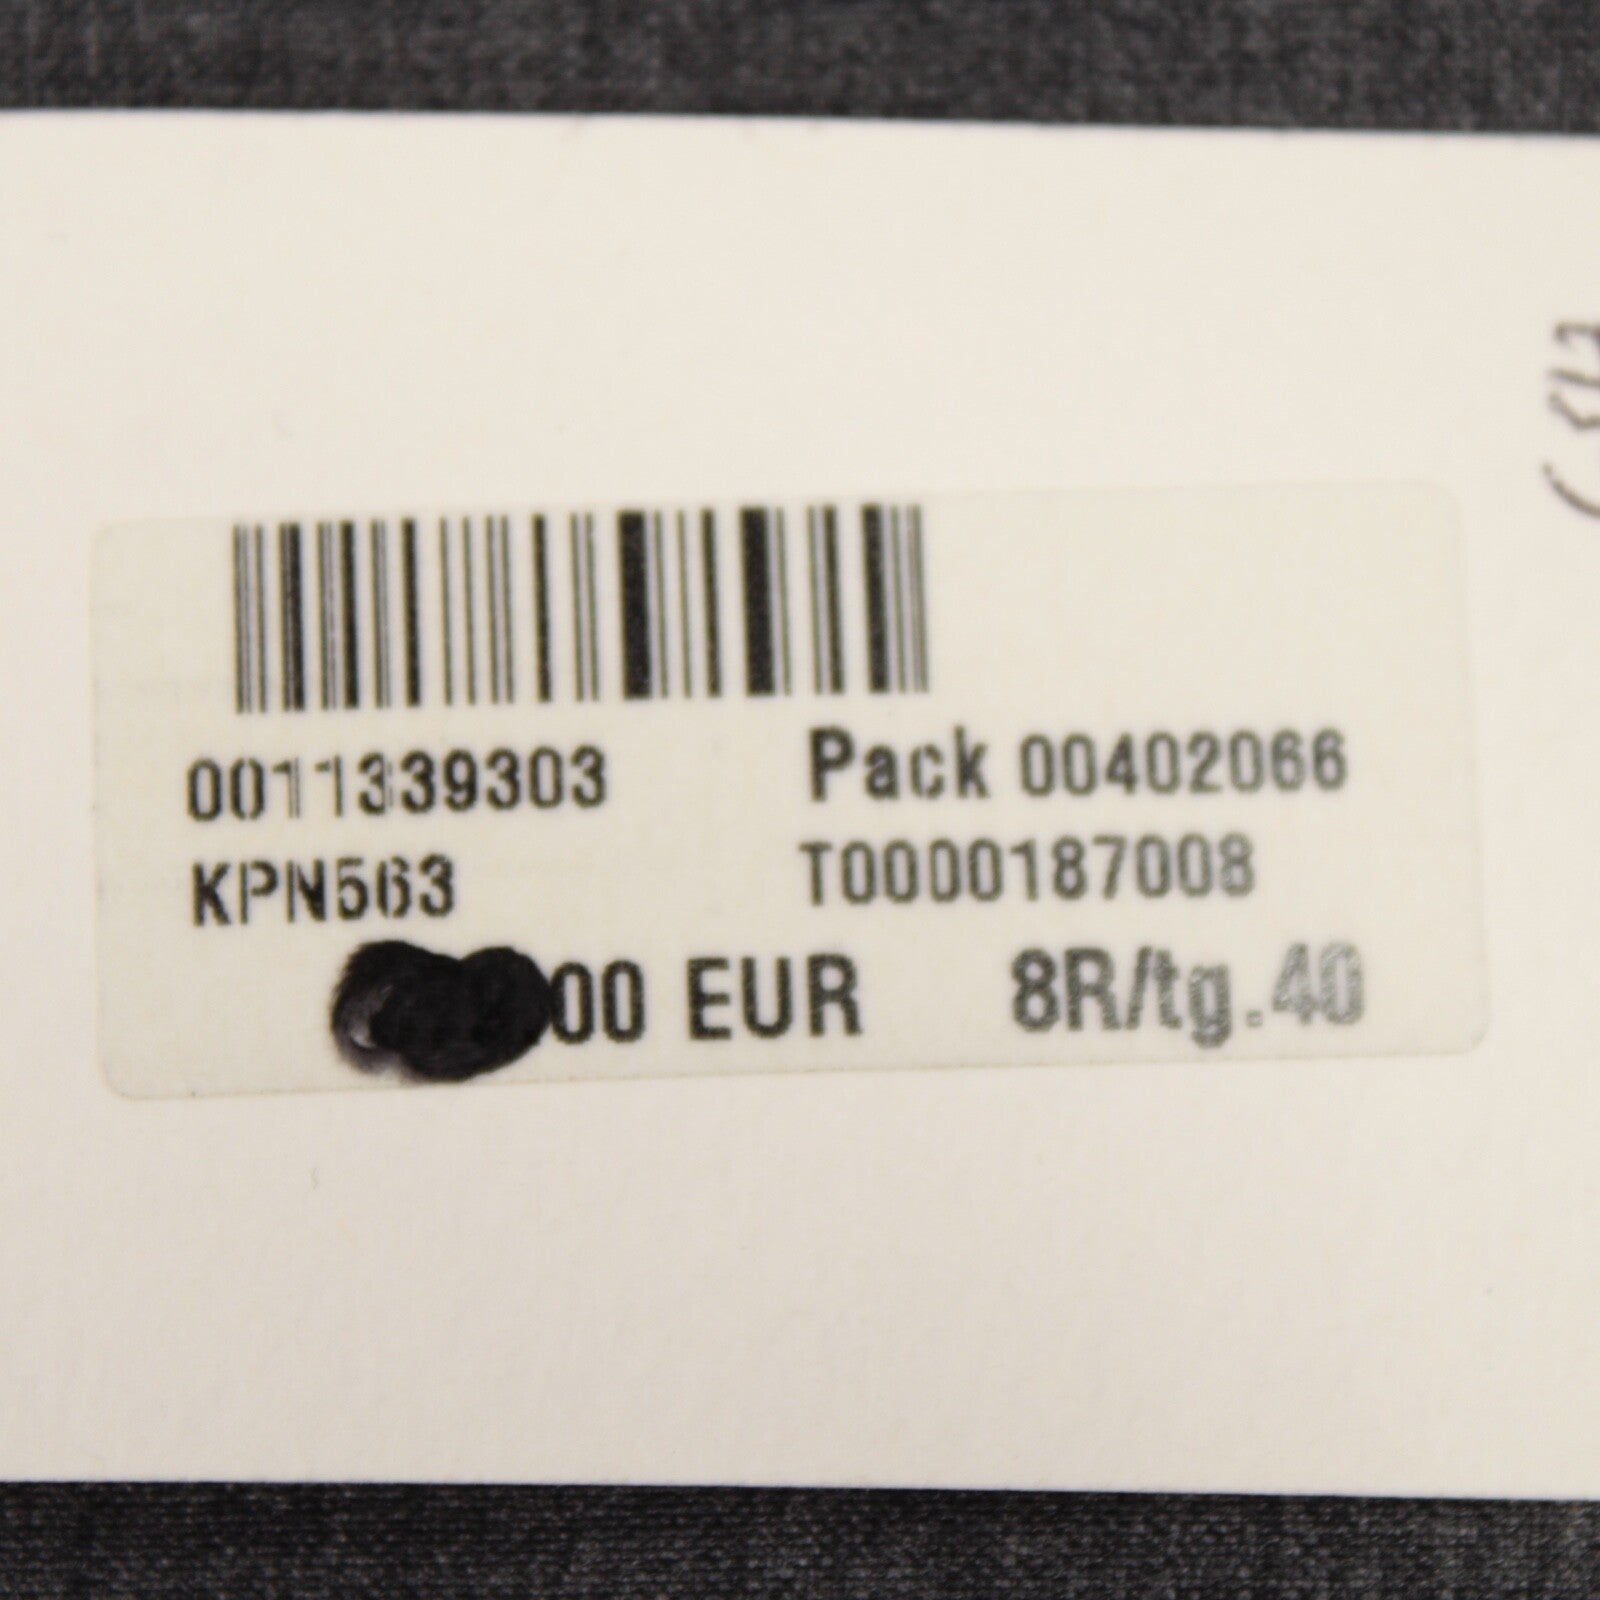 0011339303 Pack 00402066
KPN563 T0000187008
00 EUR 8R/tg.40